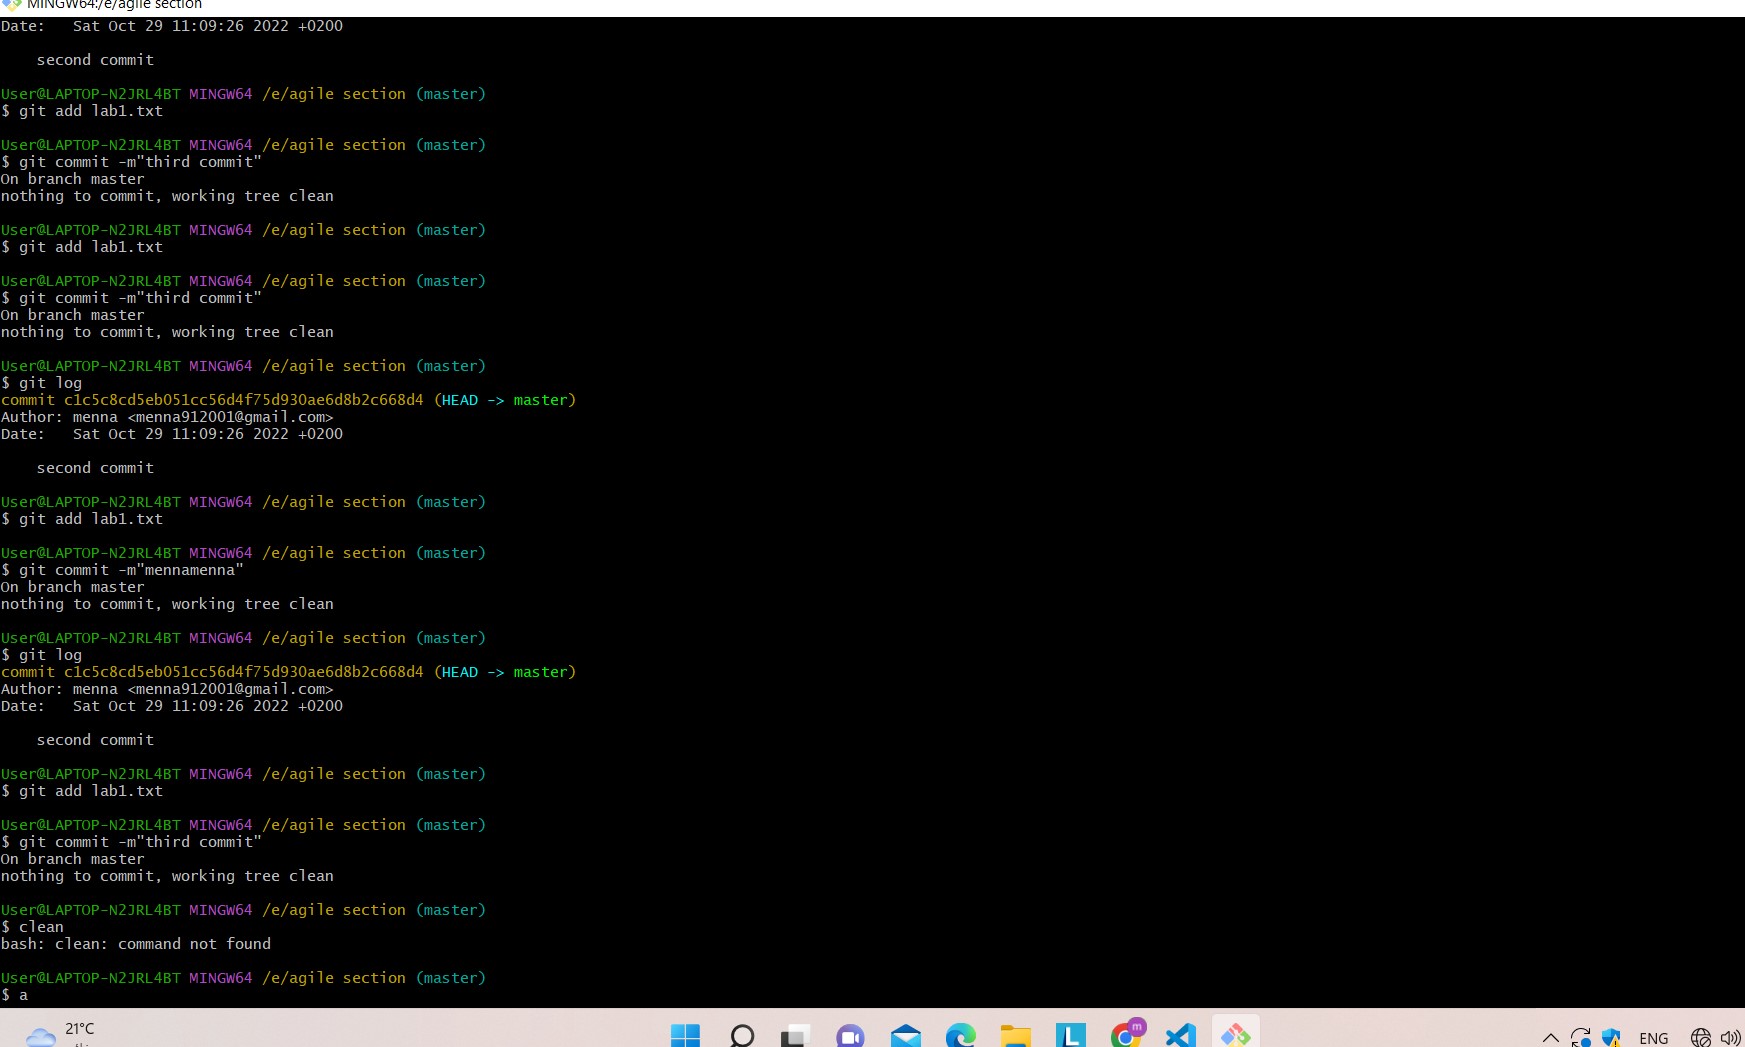 MINGW64:/e/agile section
Date:   Sat Oct 29 11:09:26 2022 +0200
    second commit
User@LAPTOP-N2JRL4BT MINGW64 /e/agile section (master)
$ git add lab1.txt
User@LAPTOP-N2JRL4BT MINGW64 /e/agile section (master)
$ git commit -m"third commit"
On branch master
nothing to commit, working tree clean
User@LAPTOP-N2JRL4BT MINGW64 /e/agile section (master)
$ git add lab1.txt
User@LAPTOP-N2JRL4BT MINGW64 /e/agile section (master)
$ git commit -m"third commit"
On branch master
nothing to commit, working tree clean
User@LAPTOP-N2JRL4BT MINGW64 /e/agile section (master)
$ git log
commit c1c5c8cd5eb051cc56d4f75d930ae6d8b2c668d4 (HEAD -> master)
Author: menna <menna912001@gmail.com>
Date:   Sat Oct 29 11:09:26 2022 +0200
    second commit
User@LAPTOP-N2JRL4BT MINGW64 /e/agile section (master)
$ git add lab1.txt
User@LAPTOP-N2JRL4BT MINGW64 /e/agile section (master)
$ git commit -m"mennamenna"
On branch master
nothing to commit, working tree clean
User@LAPTOP-N2JRL4BT MINGW64 /e/agile section (master)
$ git log
commit c1c5c8cd5eb051cc56d4f75d930ae6d8b2c668d4 (HEAD -> master)
Author: menna <menna912001@gmail.com>
Date:   Sat Oct 29 11:09:26 2022 +0200
    second commit
User@LAPTOP-N2JRL4BT MINGW64 /e/agile section (master)
$ git add lab1.txt
User@LAPTOP-N2JRL4BT MINGW64 /e/agile section (master)
$ git commit -m"third commit"
On branch master
nothing to commit, working tree clean
User@LAPTOP-N2JRL4BT MINGW64 /e/agile section (master)
$ clean
bash: clean: command not found
User@LAPTOP-N2JRL4BT MINGW64 /e/agile section (master)
$ a
21°C
L
m
ENG